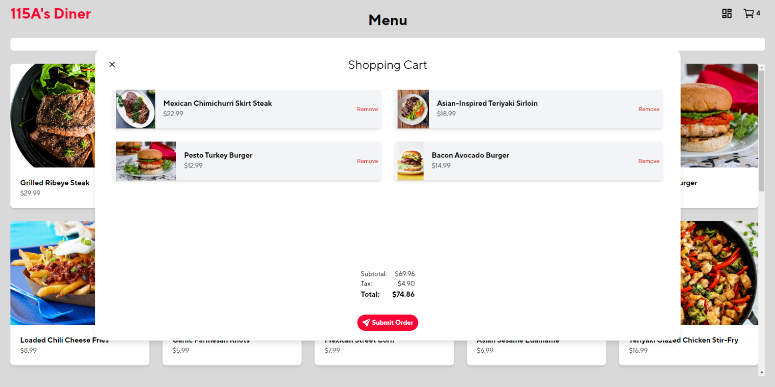 115A's Diner
Menu
4
Shopping Cart
Mexican Chimichurri Skirt Steak
$22.99
Remove
Asian-Inspired Teriyaki Sirloin
$18.99
Remove
Pesto Turkey Burger
$12.99
Remove
Bacon Avocado Burger
$14.99
Remove
Grilled Ribeye Steak
$29.99
urger
Subtotal: $69.96
Tax: $4.90
Total: $74.86
Submit Order
Loaded Chili Cheese Fries
$8.99
Garlic Parmesan Knots
$5.99
Mexican Street Corn
$7.99
Asian Sesame Edamame
$6.99
Teriyaki Glazed Chicken Stir-Fry
$16.99